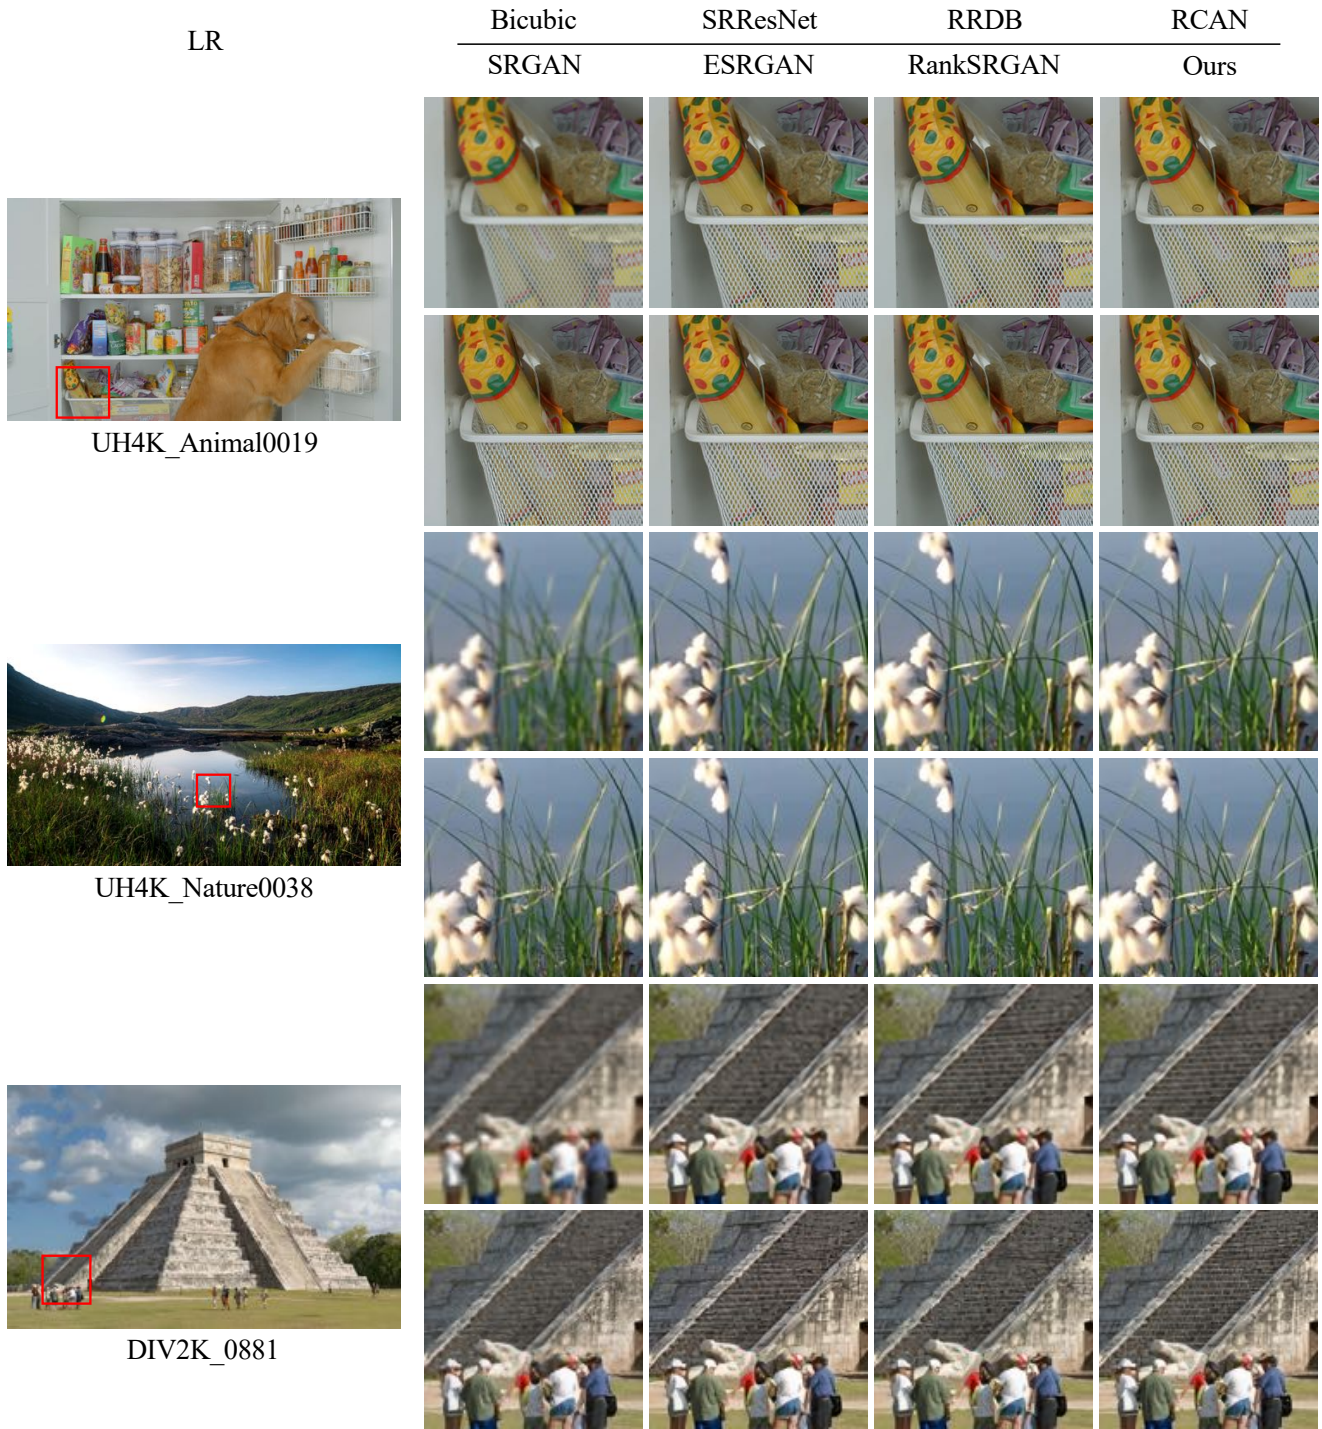 LR
Bicubic SRResNet RRDB RCAN
SRGAN ESRGAN RankSRGAN Ours
UH4K_Animal0019
UH4K_Nature0038
DIV2K_0881